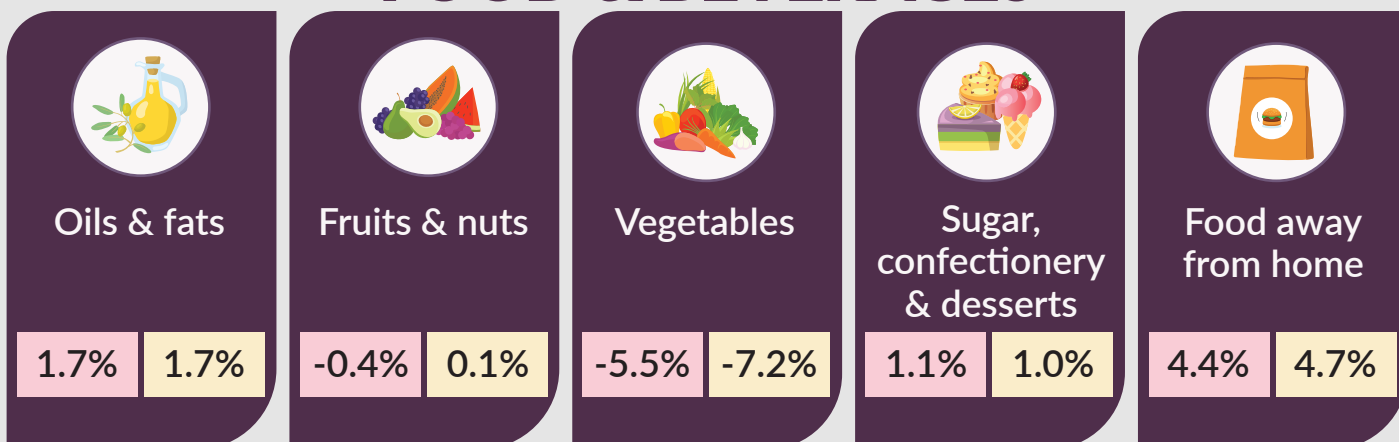 Oils & fats
1.7% 1.7%
Fruits & nuts
-0.4% 0.1%
Vegetables
-5.5% -7.2%
Sugar,
confectionery
& desserts
1.1% 1.0%
Food away
from home
4.4% 4.7%